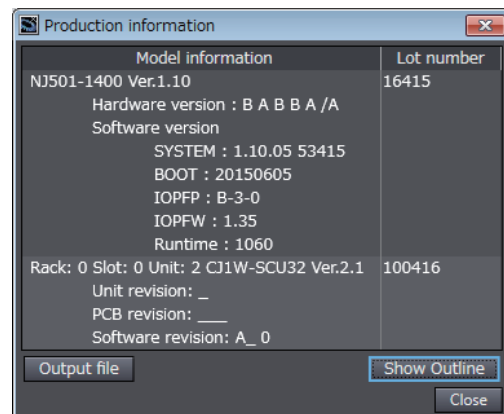 Production information
Model information Lot number
NJ501-1400 Ver.1.10 16415
Hardware version : B A B B A /A
Software version
SYSTEM : 1.10.05 53415
BOOT : 20150605
IOPFP : B-3-0
IOPFW : 1.35
Runtime : 1060
Rack: 0 Slot: 0 Unit: 2 CJ1W-SCU32 Ver.2.1 100416
Unit revision: _
PCB revision: ___
Software revision: A_ 0
Output file Show Outline
Close